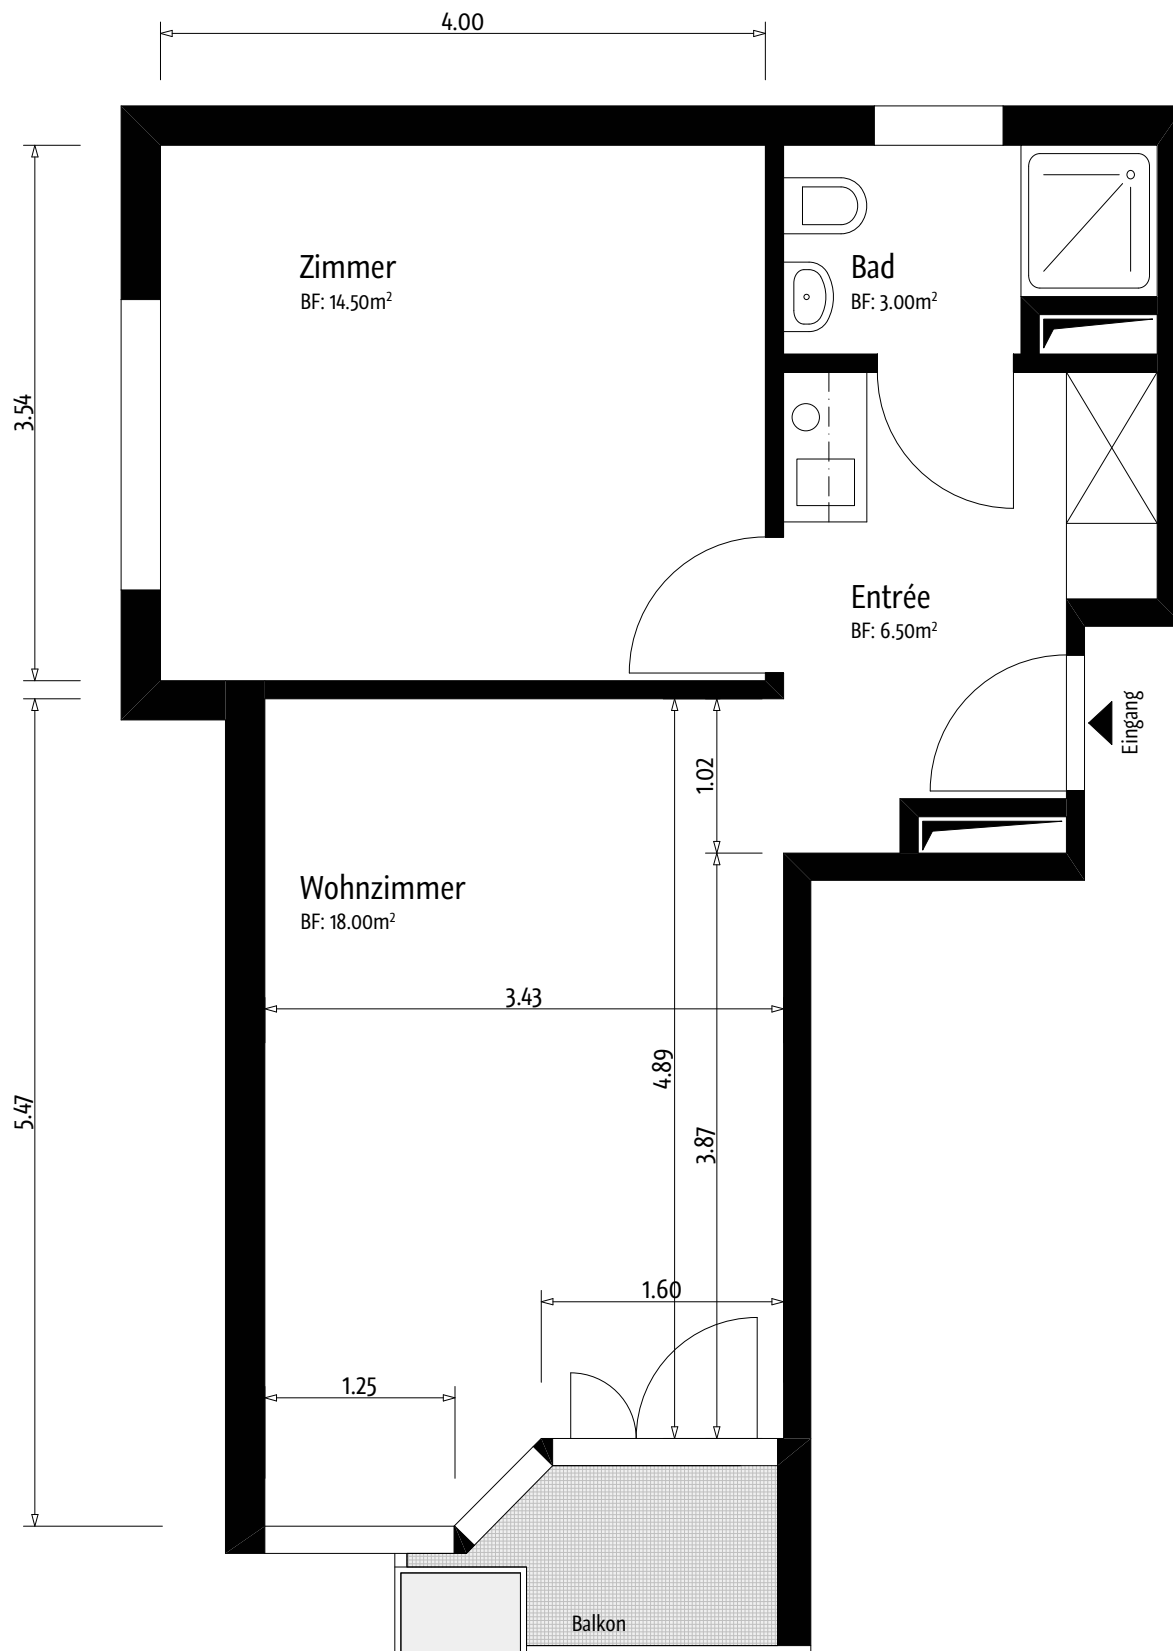 4.00
Zimmer
BF: 14.50m²
Bad
BF: 3.00m²
3.54
Entrée
BF: 6.50m²
Eingang
1.02
Wohnzimmer
BF: 18.00m²
3.43
4.89
5.47
3.87
1.60
1.25
Balkon